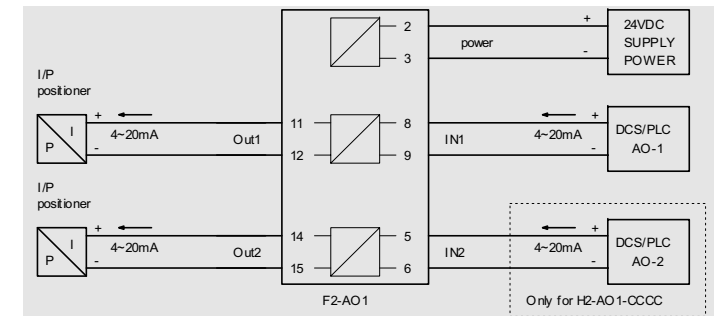 2
+
24VDC
power
SUPPLY
3
-
POWER
I/P
positioner
+
4~20mA
-
I
P
Out1
11
8
12
9
IN1
4~20mA
+
-
DCS/PLC
AO-1
I/P
positioner
+
4~20mA
-
I
P
Out2
14
5
15
6
IN2
4~20mA
+
-
DCS/PLC
AO-2
F2-AO1
Only for H2-AO1-CCCC